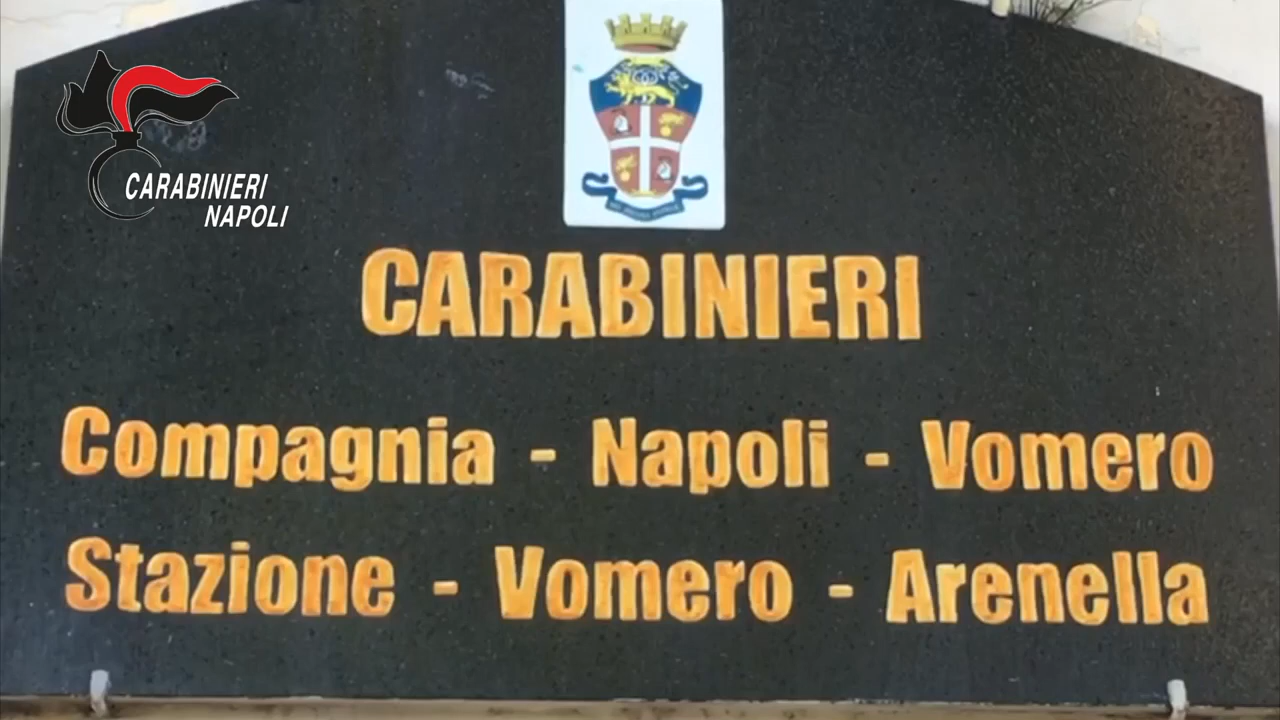 CARABINIERI
NAPOLI
CARABINIERI
Compagnia - Napoli - Vomero
Stazione - Vomero - Arenella